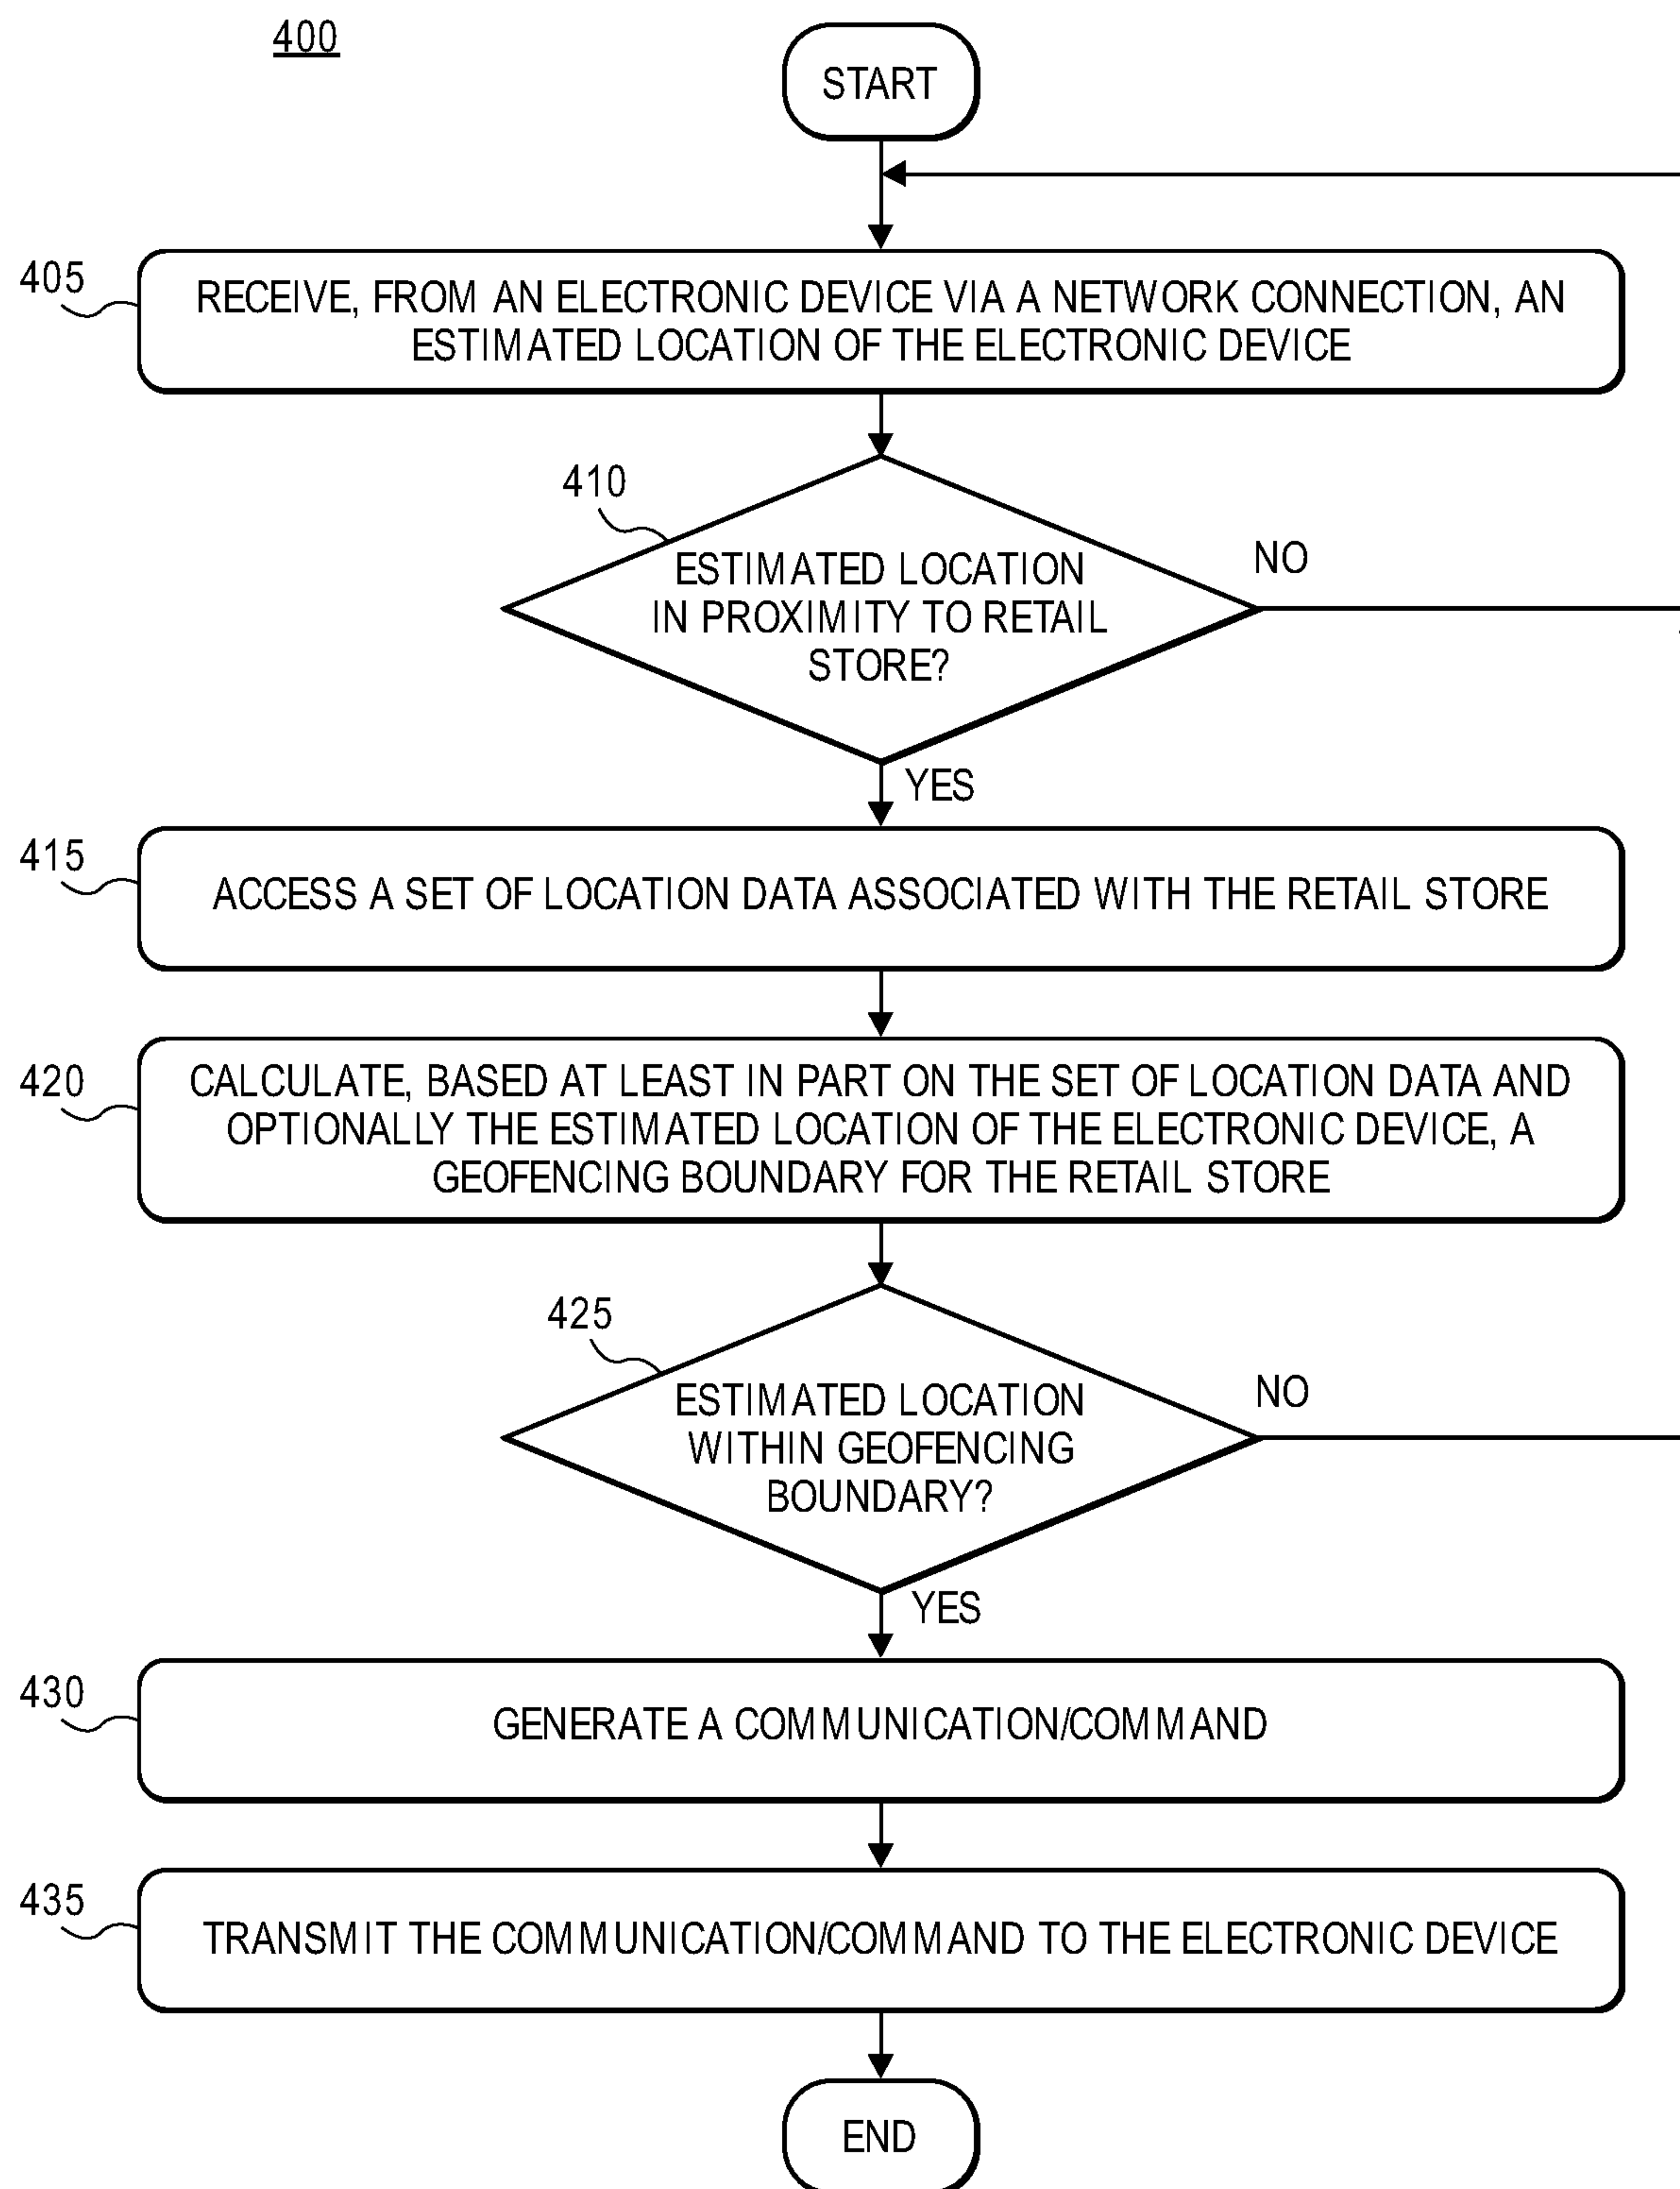 400
START
405
RECEIVE, FROM AN ELECTRONIC DEVICE VIA A NETWORK CONNECTION, AN
ESTIMATED LOCATION OF THE ELECTRONIC DEVICE
410
ESTIMATED LOCATION
IN PROXIMITY TO RETAIL
STORE?
NO
YES
415
ACCESS A SET OF LOCATION DATA ASSOCIATED WITH THE RETAIL STORE
420
CALCULATE, BASED AT LEAST IN PART ON THE SET OF LOCATION DATA AND
OPTIONALLY THE ESTIMATED LOCATION OF THE ELECTRONIC DEVICE, A
GEOFENCING BOUNDARY FOR THE RETAIL STORE
425
ESTIMATED LOCATION
WITHIN GEOFENCING
BOUNDARY?
NO
YES
430
GENERATE A COMMUNICATION/COMMAND
435
TRANSMIT THE COMMUNICATION/COMMAND TO THE ELECTRONIC DEVICE
END